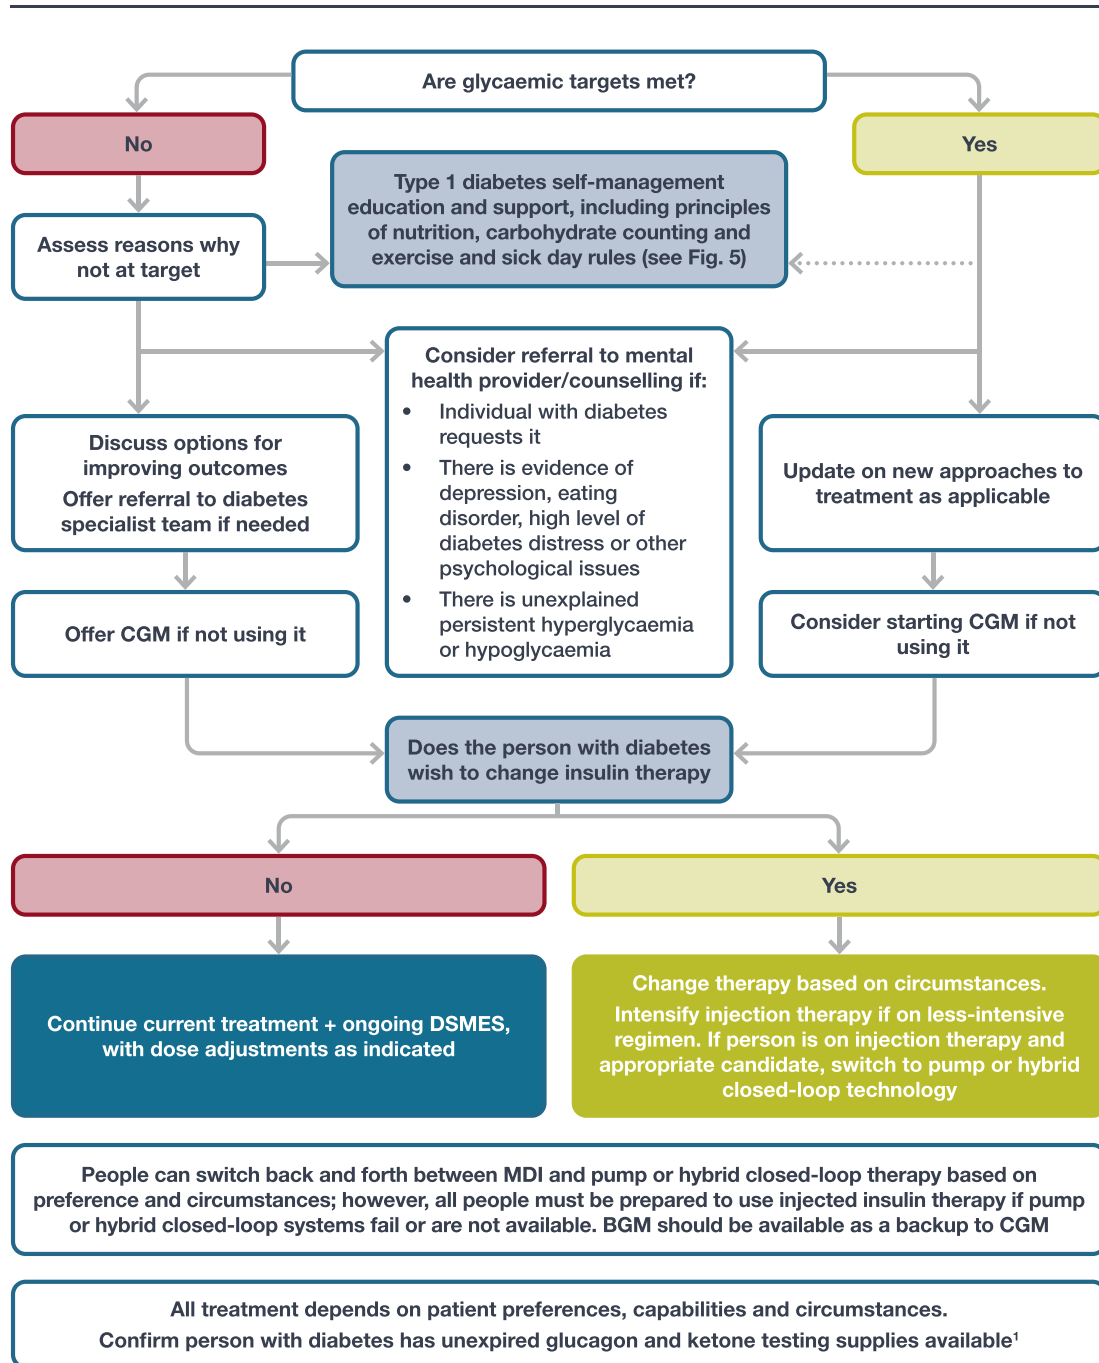 Are glycaemic targets met?
No
Yes
Type 1 diabetes self-management
education and support, including principles
of nutrition, carbohydrate counting and
exercise and sick day rules (see Fig. 5)
Assess reasons why
not at target
Consider referral to mental
health provider/counselling if:
• Individual with diabetes
requests it
• There is evidence of
depression, eating
disorder, high level of
diabetes distress or other
psychological issues
• There is unexplained
persistent hyperglycaemia
or hypoglycaemia
Discuss options for
improving outcomes
Offer referral to diabetes
specialist team if needed
Update on new approaches to
treatment as applicable
Offer CGM if not using it
Consider starting CGM if not
using it
Does the person with diabetes
wish to change insulin therapy
No
Yes
Continue current treatment + ongoing DSMES,
with dose adjustments as indicated
Change therapy based on circumstances.
Intensify injection therapy if on less-intensive
regimen. If person is on injection therapy and
appropriate candidate, switch to pump or hybrid
closed-loop technology
People can switch back and forth between MDI and pump or hybrid closed-loop therapy based on
preference and circumstances; however, all people must be prepared to use injected insulin therapy if pump
or hybrid closed-loop systems fail or are not available. BGM should be available as a backup to CGM
All treatment depends on patient preferences, capabilities and circumstances.
Confirm person with diabetes has unexpired glucagon and ketone testing supplies available¹